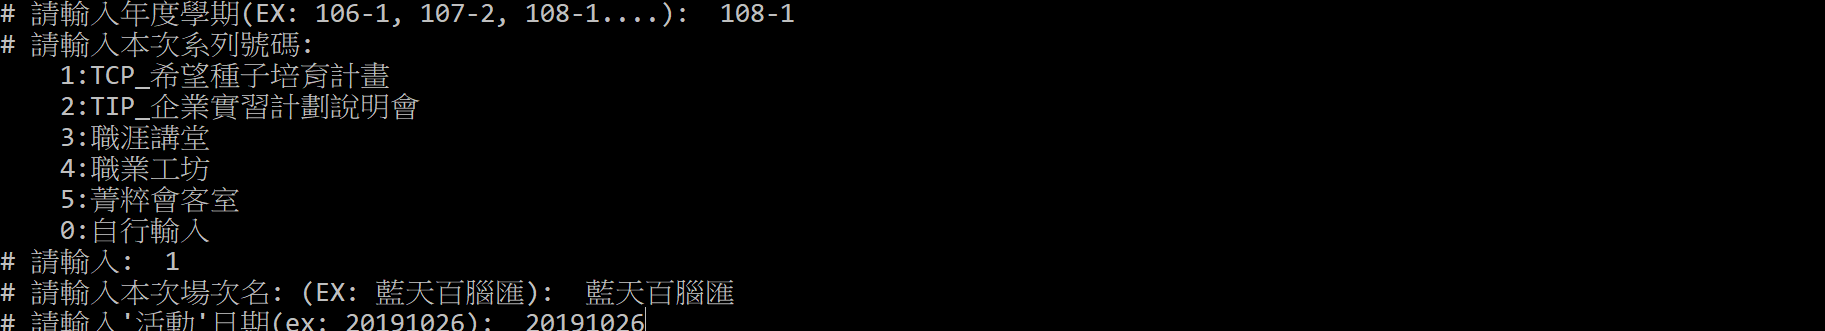 # 請輸入年度學期(EX: 106-1, 107-2, 108-1....):  108-1
# 請輸入本次系列號碼:
    1:TCP_希望種子培育計畫
    2:TIP_企業實習計劃說明會
    3:職涯講堂
    4:職業工坊
    5:菁粹會客室
    0:自行輸入
# 請輸入:  1
# 請輸入本次場次名: (EX: 藍天百腦匯):  藍天百腦匯
# 請輸入'活動'日期(ex: 20191026):  20191026